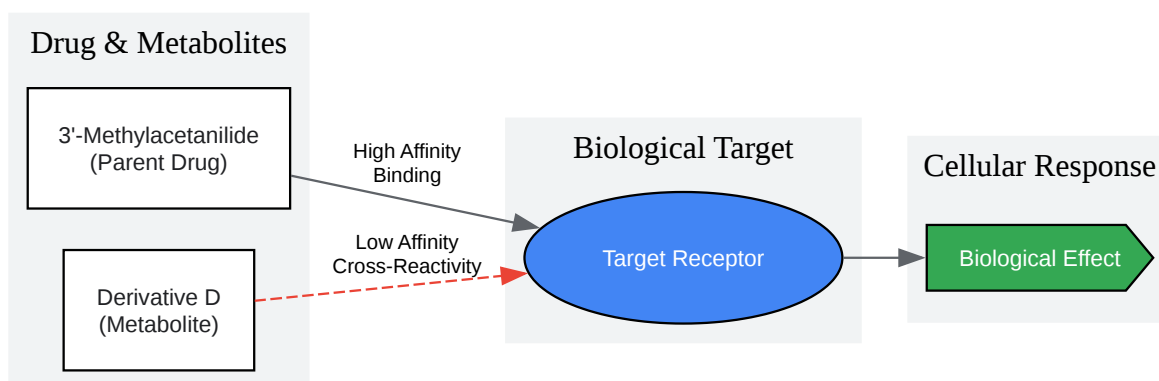 Drug & Metabolites
3'-Methylacetanilide
(Parent Drug)
Derivative D
(Metabolite)
High Affinity
Binding
Low Affinity
Cross-Reactivity
Biological Target
Target Receptor
Cellular Response
Biological Effect